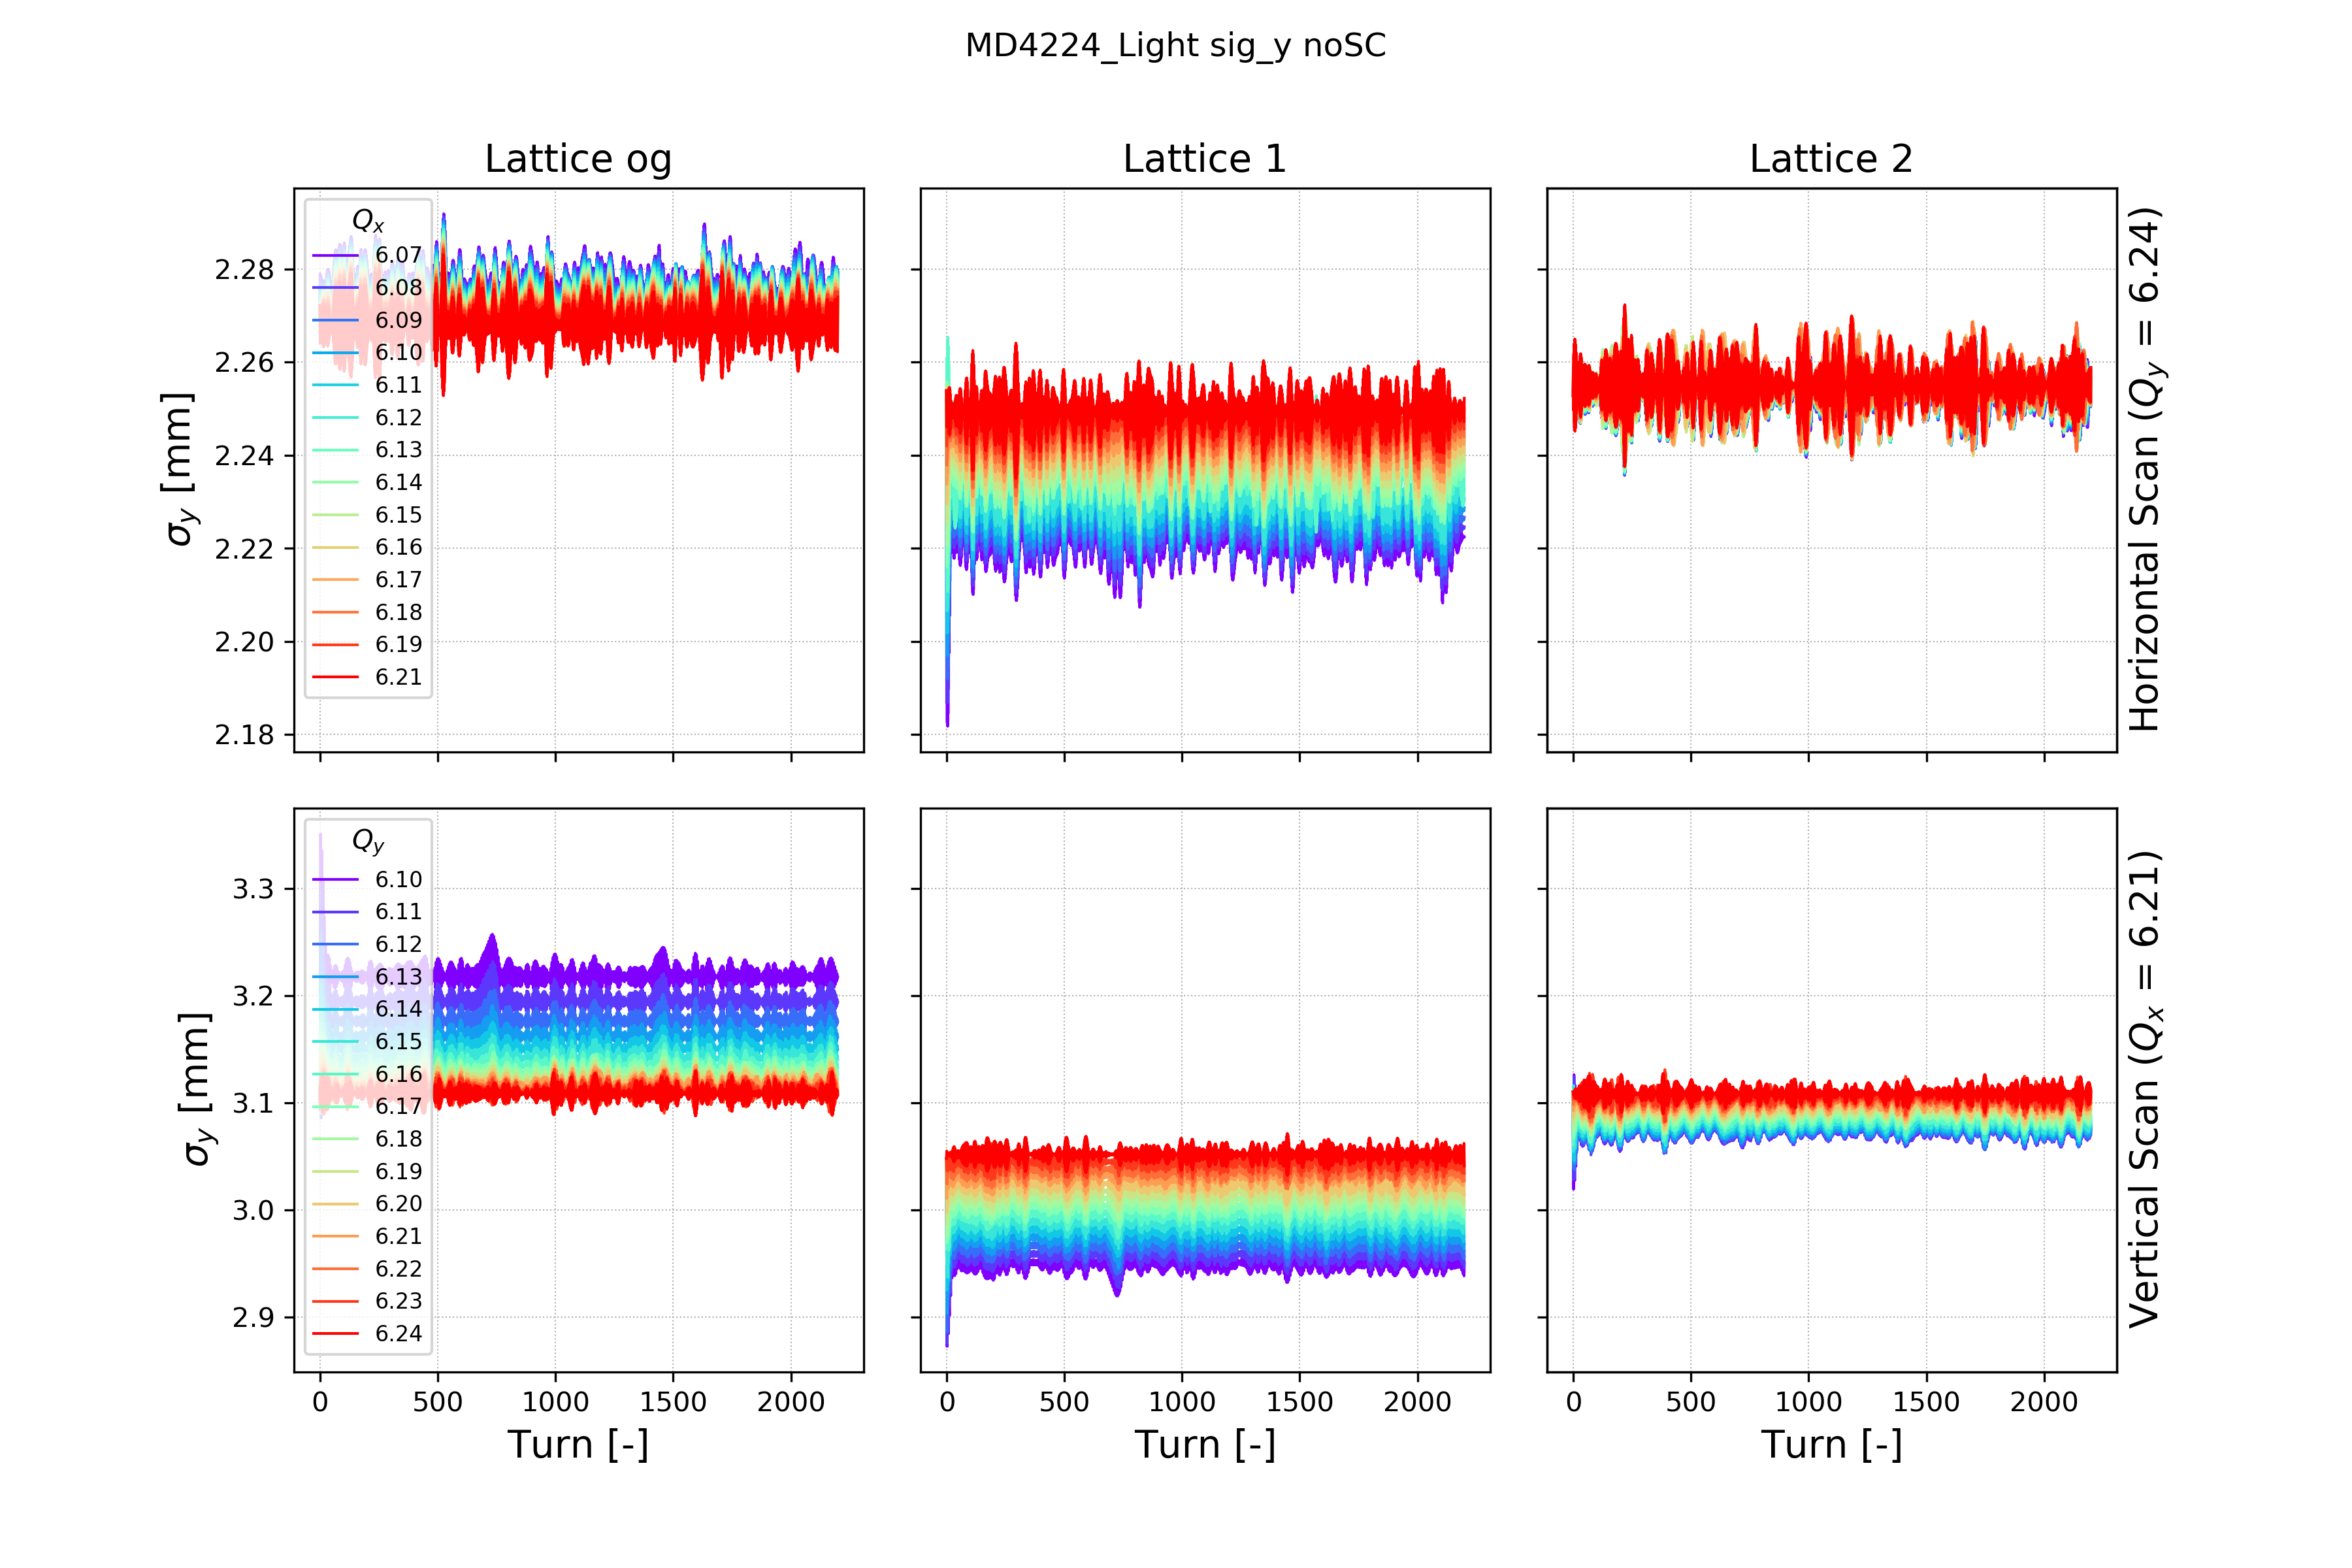 MD4224_Light sig_y noSC
Lattice og
Lattice 1
Lattice 2
σy [mm]
2.28
2.26
2.24
2.22
2.20
2.18
Qx
6.07
6.08
6.09
6.10
6.11
6.12
6.13
6.14
6.15
6.16
6.17
6.18
6.19
6.21
Horizontal Scan (Qy = 6.24)
σy [mm]
3.3
3.2
3.1
3.0
2.9
Qy
6.10
6.11
6.12
6.13
6.14
6.15
6.16
6.17
6.18
6.19
6.20
6.21
6.22
6.23
6.24
Vertical Scan (Qx = 6.21)
0 500 1000 1500 2000
0 500 1000 1500 2000
0 500 1000 1500 2000
Turn [-]
Turn [-]
Turn [-]